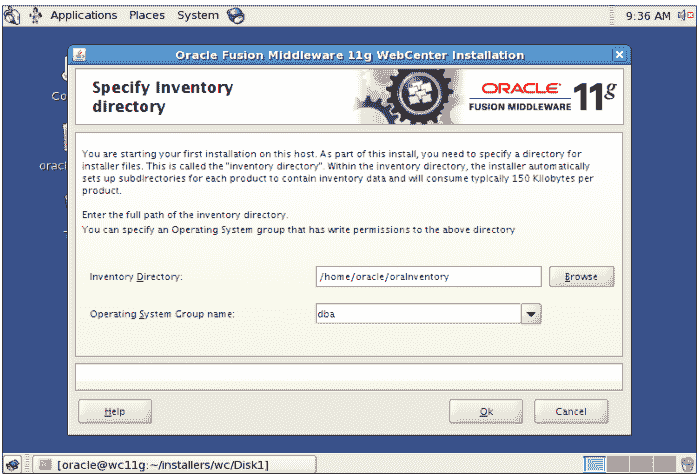 Applications Places System
9:36 AM
Oracle Fusion Middleware 11g WebCenter Installation
Specify Inventory
directory
ORACLE
FUSION MIDDLEWARE 11g
Co
You are starting your first installation on this host. As part of this install, you need to specify a directory for
installer files. This is called the "inventory directory". Within the inventory directory, the installer automatically
sets up subdirectories for each product to contain inventory data and will consume typically 150 Kilobytes per
product.
orac
Enter the full path of the inventory directory.
You can specify an Operating System group that has write permissions to the above directory
Inventory Directory:
/home/oracle/oraInventory
Browse
Operating System Group name:
dba
Help
Ok
Cancel
[oracle@wc11g:~/installers/wc/Disk1]